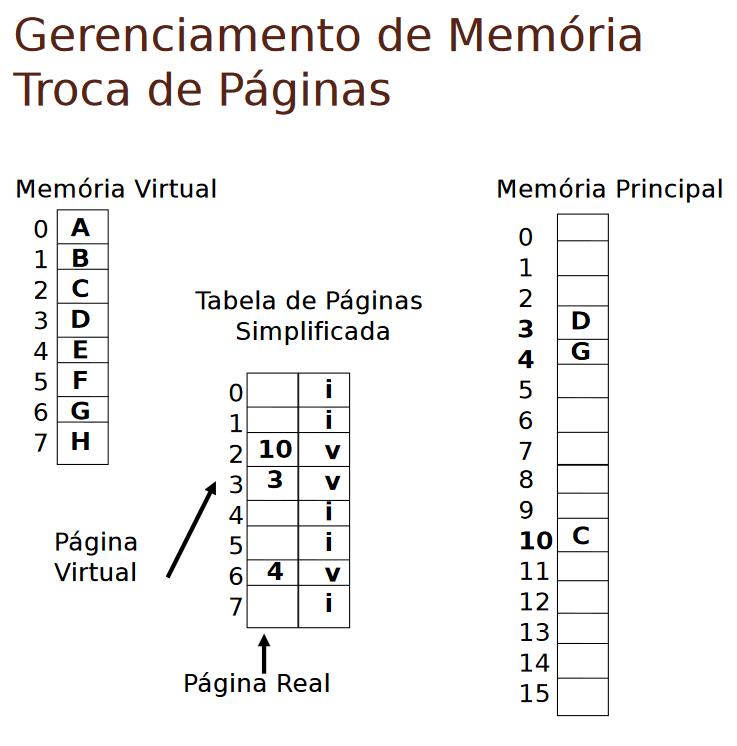 Gerenciamento de Memória
Troca de Páginas
Memória Virtual
0 A
1 B
2 C
3 D
4 E
5 F
6 G
7 H
Tabela de Páginas
Simplificada
0 i
1 i
2 10 v
3 3 v
4 i
5 i
6 4 v
7 i
Página
Virtual
Página Real
Memória Principal
0
1
2
3 D
4 G
5
6
7
8
9
10 C
11
12
13
14
15